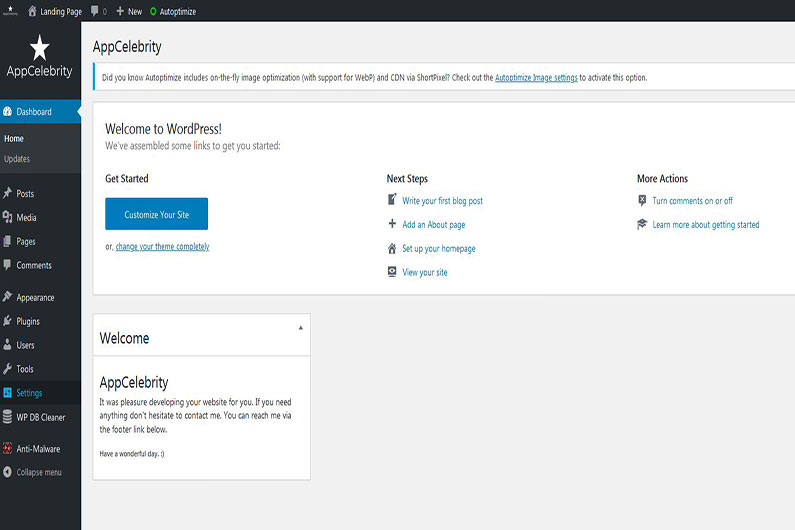 Landing Page 0 New Autoptimize
AppCelebrity
AppCelebrity
Did you know Autoptimize includes on-the-fly image optimization (with support for WebP) and CDN via ShortPixel? Check out the Autoptimize Image settings to activate this option.
Dashboard
Home
Updates
Posts
Media
Pages
Comments
Appearance
Plugins
Users
Tools
Settings
WP DB Cleaner
Anti-Malware
Collapse menu
Welcome to WordPress!
We've assembled some links to get you started:
Get Started
Customize Your Site
or, change your theme completely
Next Steps
Write your first blog post
Add an About page
Set up your homepage
View your site
More Actions
Turn comments on or off
Learn more about getting started
Welcome
AppCelebrity
It was pleasure developing your website for you. If you need
anything don't hesitate to contact me. You can reach me via
the footer link below.
Have a wonderful day. :)